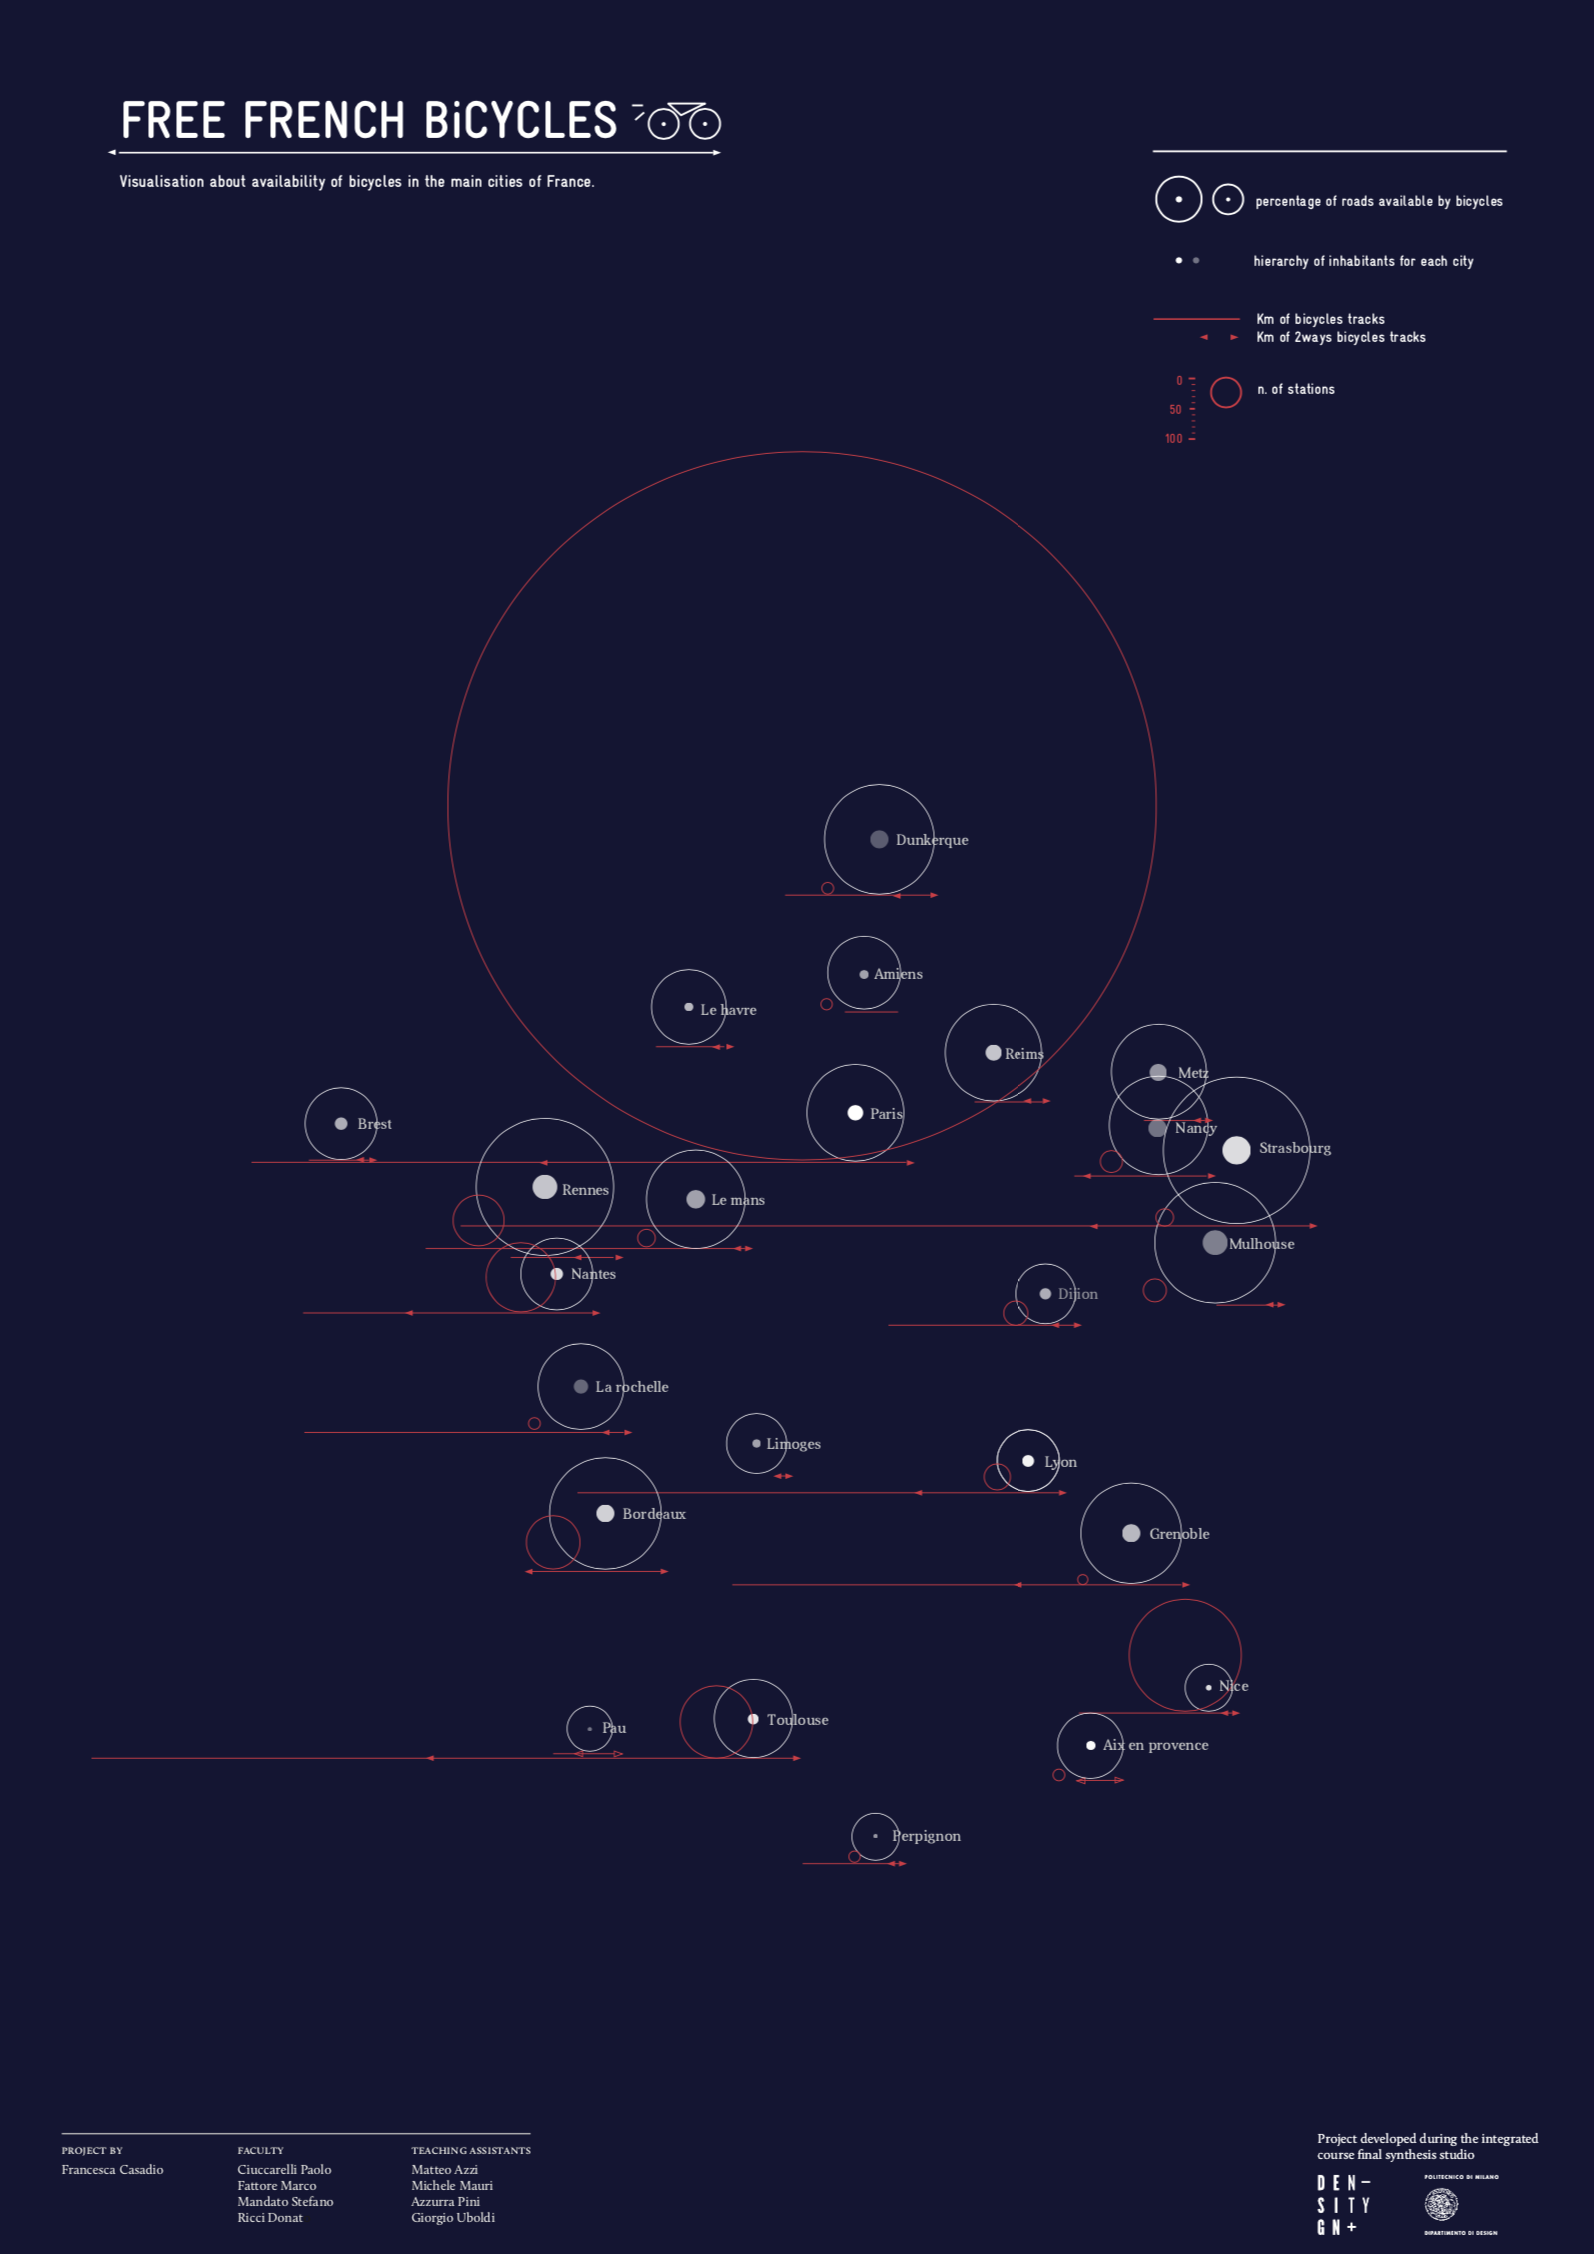 FREE FRENCH BiCYCLES
Visualisation about availability of bicycles in the main cities of France.
percentage of roads available by bicycles
hierarchy of inhabitants for each city
Km of bicycles tracks
Km of 2ways bicycles tracks
0
50
100
n. of stations
Dunkerque
Amiens
Le havre
Reims
Metz
Paris
Brest
Nancy
Strasbourg
Rennes
Le mans
Mulhouse
Nantes
Dijon
La rochelle
Limoges
Lyon
Bordeaux
Grenoble
Nice
Pau
Toulouse
Aix en provence
Perpignon
PROJECT BY
Francesca Casadio
FACULTY
Ciuccarelli Paolo
Fattore Marco
Mandato Stefano
Ricci Donat
TEACHING ASSISTANTS
Matteo Azzi
Michele Mauri
Azzurra Pini
Giorgio Uboldi
Project developed during the integrated
course final synthesis studio
DEN–
SITY
GN+
POLITECNICO DI MILANO
DIPARTIMENTO DI DESIGN